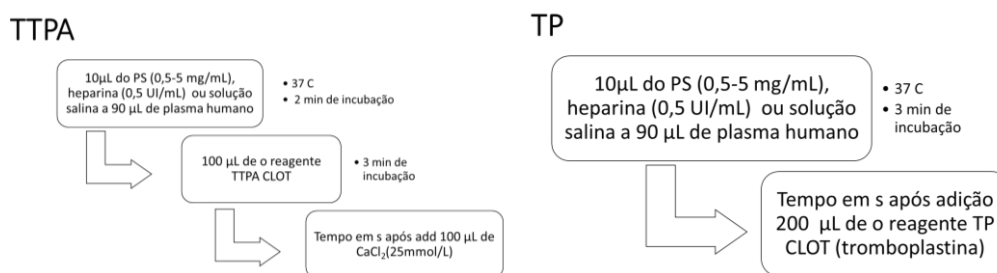 TTPA
10µL do PS (0,5-5 mg/mL),
heparina (0,5 UI/mL) ou solução
salina a 90 µL de plasma humano
• 37 C
• 2 min de incubação
100 µL de o reagente
TTPA CLOT
• 3 min de
incubação
Tempo em s após add 100 µL de
CaCl₂(25mmol/L)
TP
10µL do PS (0,5-5 mg/mL),
heparina (0,5 UI/mL) ou solução
salina a 90 µL de plasma humano
• 37 C
• 3 min de
incubação
Tempo em s após adição
200 µL de o reagente TP
CLOT (tromboplastina)